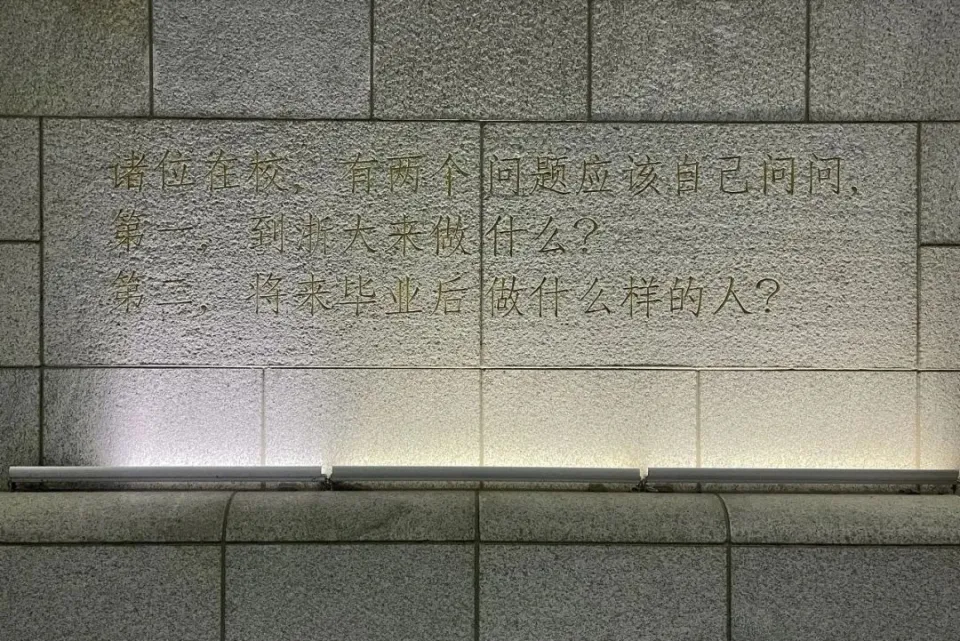 诸位在校，有两个问题应该自己问问，
第一，到浙大来做什么？
第二，将来毕业后做什么样的人？